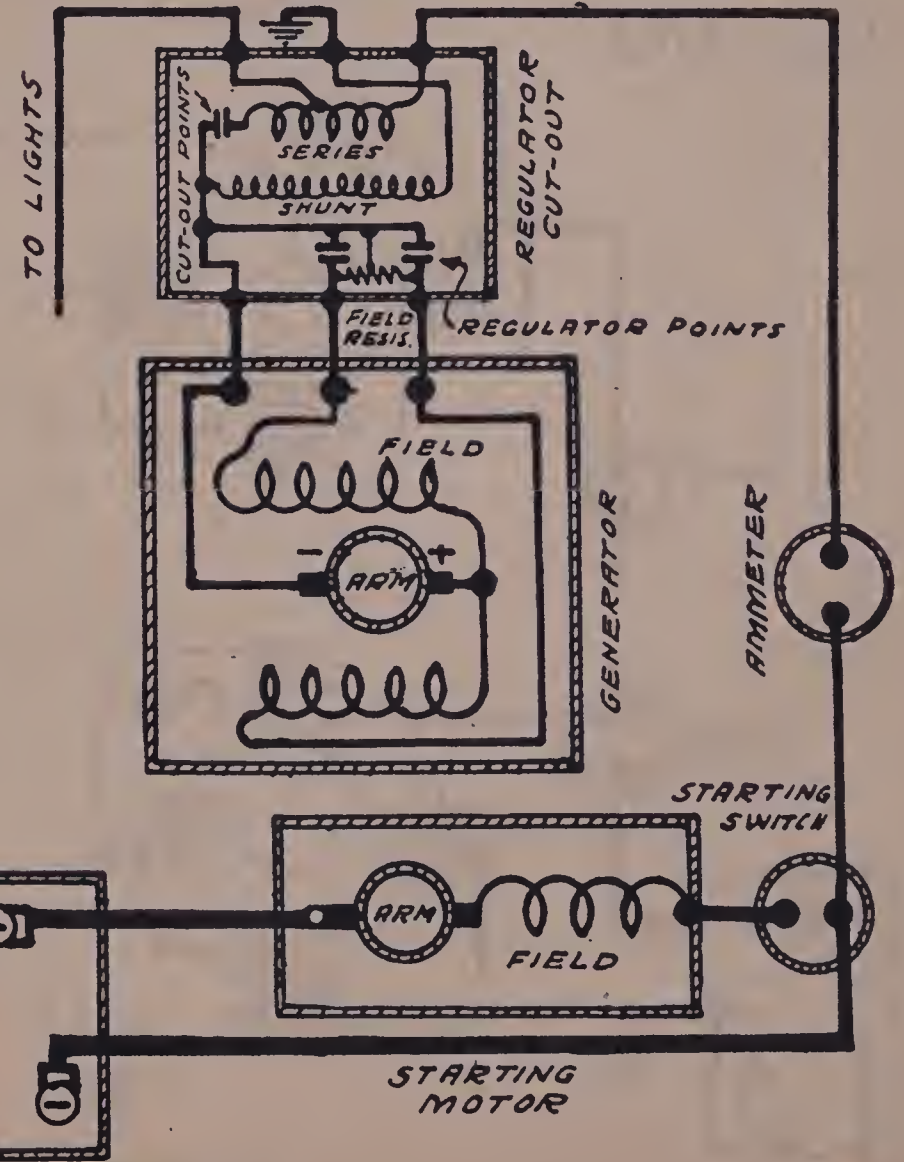 TO LIGHTS
CUT-OUT POINTS
SERIES
SHUNT
REGULATOR
CUT-OUT
FIELD
RESIS.
REGULATOR POINTS
FIELD
- +
ARM
GENERATOR
AMMETER
STARTING
SWITCH
ARM
FIELD
-
STARTING
MOTOR